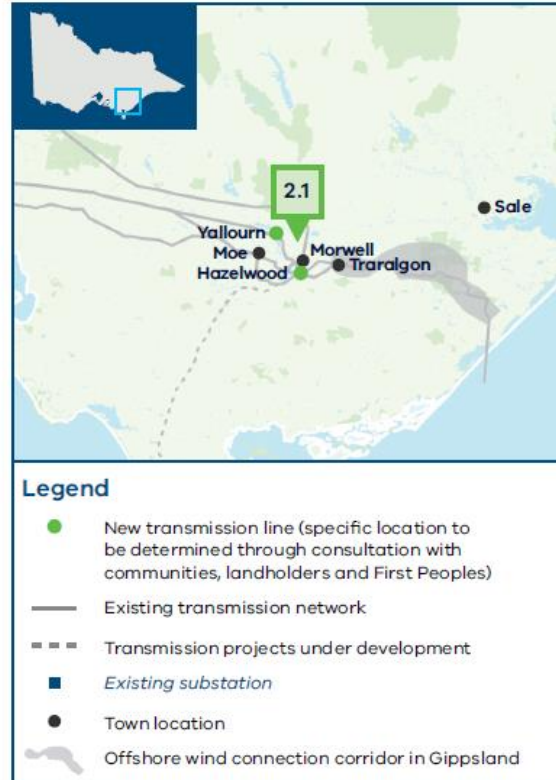 2.1
Sale
Yallourn
Moe
Morwell
Hazelwood
Traralgon
Legend
New transmission line (specific location to
be determined through consultation with
communities, landholders and First Peoples)
Existing transmission network
Transmission projects under development
Existing substation
Town location
Offshore wind connection corridor in Gippsland